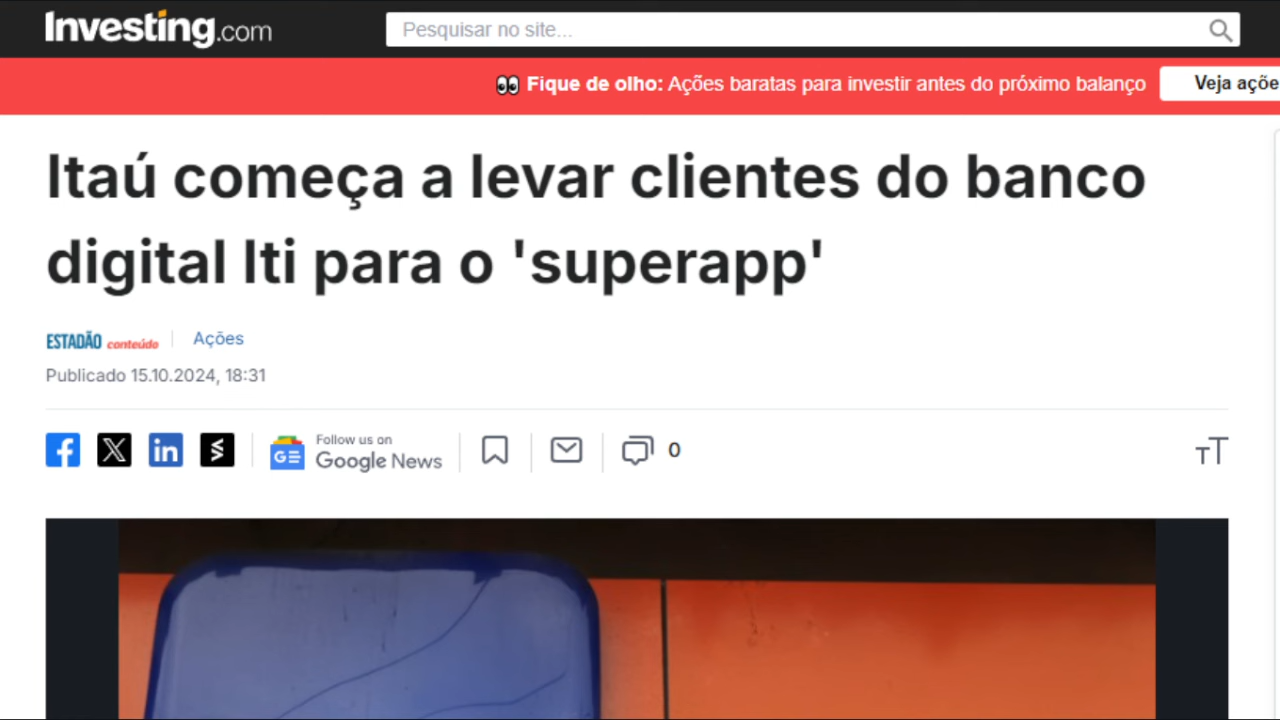 Investing.com
Pesquisar no site...
👀 Fique de olho: Ações baratas para investir antes do próximo balanço
Veja açõe
Itaú começa a levar clientes do banco
digital Iti para o 'superapp'
ESTADÃO conteúdo
Ações
Publicado 15.10.2024, 18:31
Follow us on
Google News
0